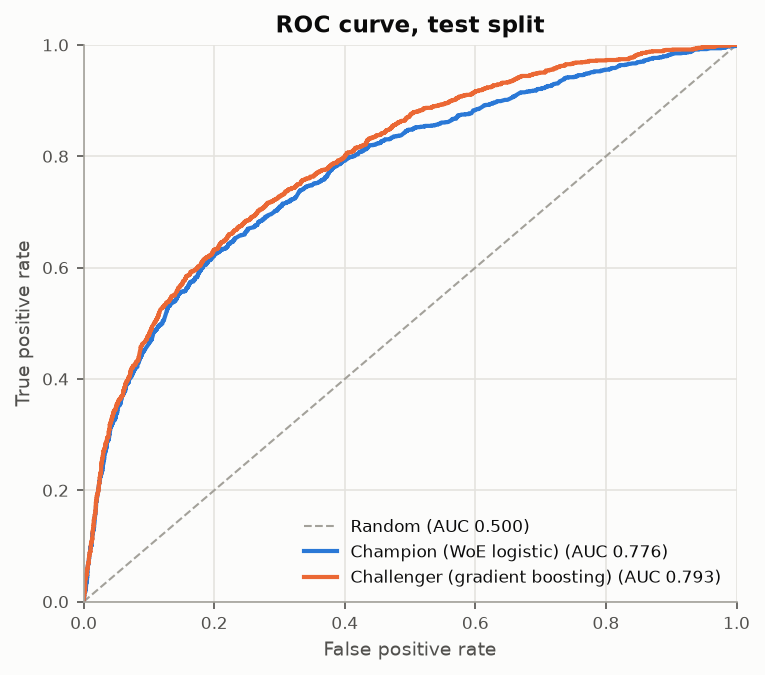 ROC curve, test split
1.0
0.8
0.6
0.4
0.2
0.0
True positive rate
Random (AUC 0.500)
Champion (WoE logistic) (AUC 0.776)
Challenger (gradient boosting) (AUC 0.793)
0.0 0.2 0.4 0.6 0.8 1.0
False positive rate